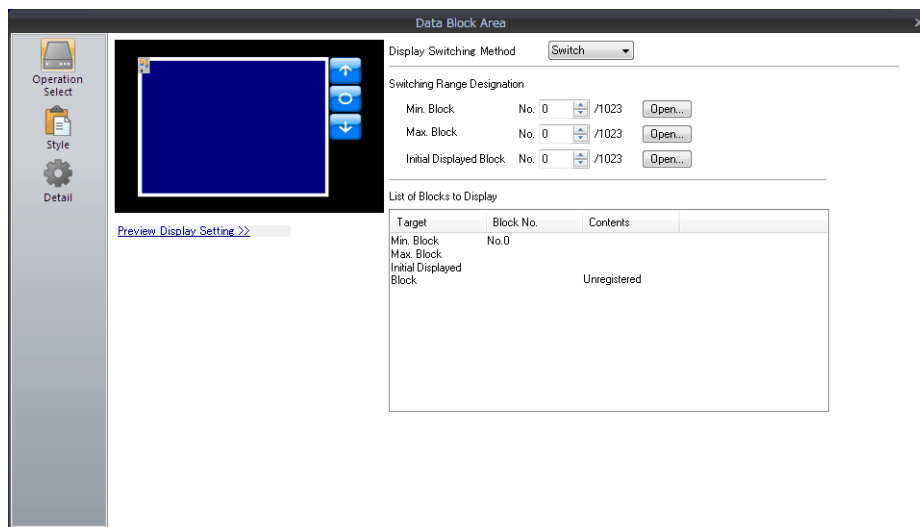 Data Block Area
Operation
Select
Style
Detail
Preview Display Setting >>
Display Switching Method Switch
Switching Range Designation
Min. Block No. 0 /1023 Open...
Max. Block No. 0 /1023 Open...
Initial Displayed Block No. 0 /1023 Open...
List of Blocks to Display
Target Block No. Contents
Min. Block No.0
Max. Block
Initial Displayed
Block Unregistered